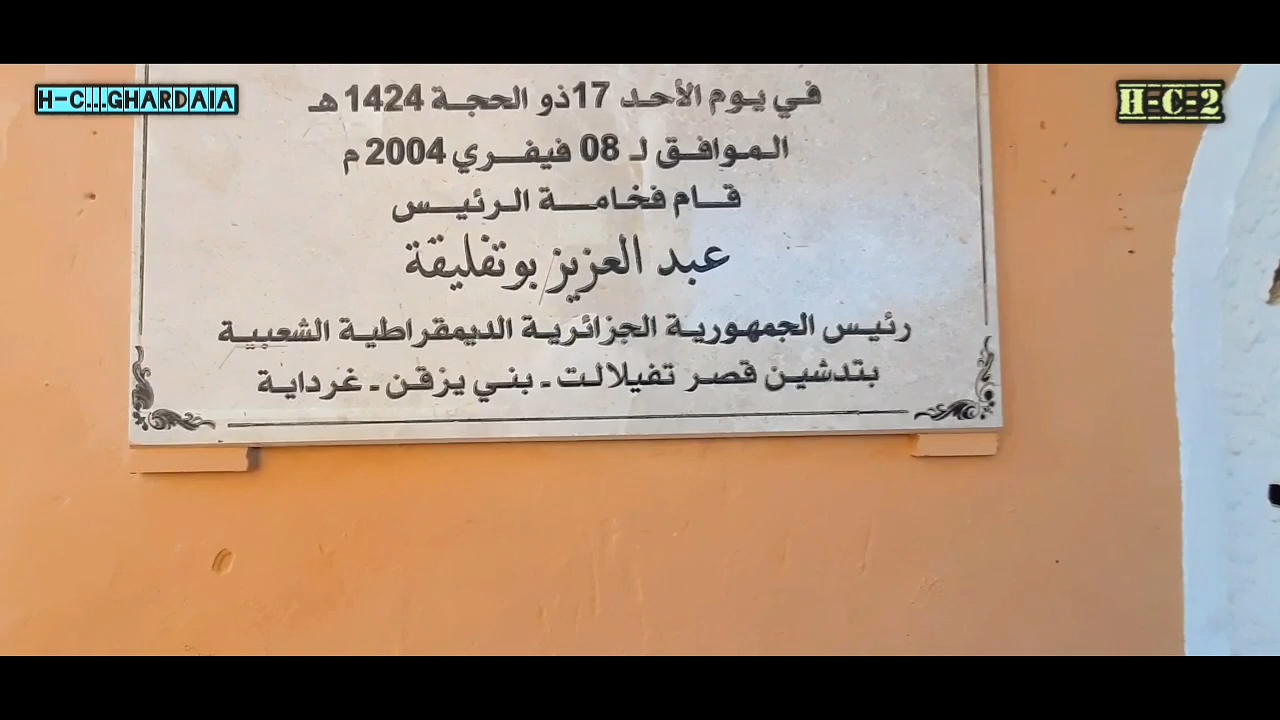 H-C...GHARDAIA
H-C-2
في يوم الأحد 17 ذو الحجة 1424 هـ
الموافق لـ 08 فيفري 2004 م
قام فخامة الرئيس
عبد العزيز بوتفليقة
رئيس الجمهورية الجزائرية الديمقراطية الشعبية
بتدشين قصر تفيلالت - بني يزقن - غرداية